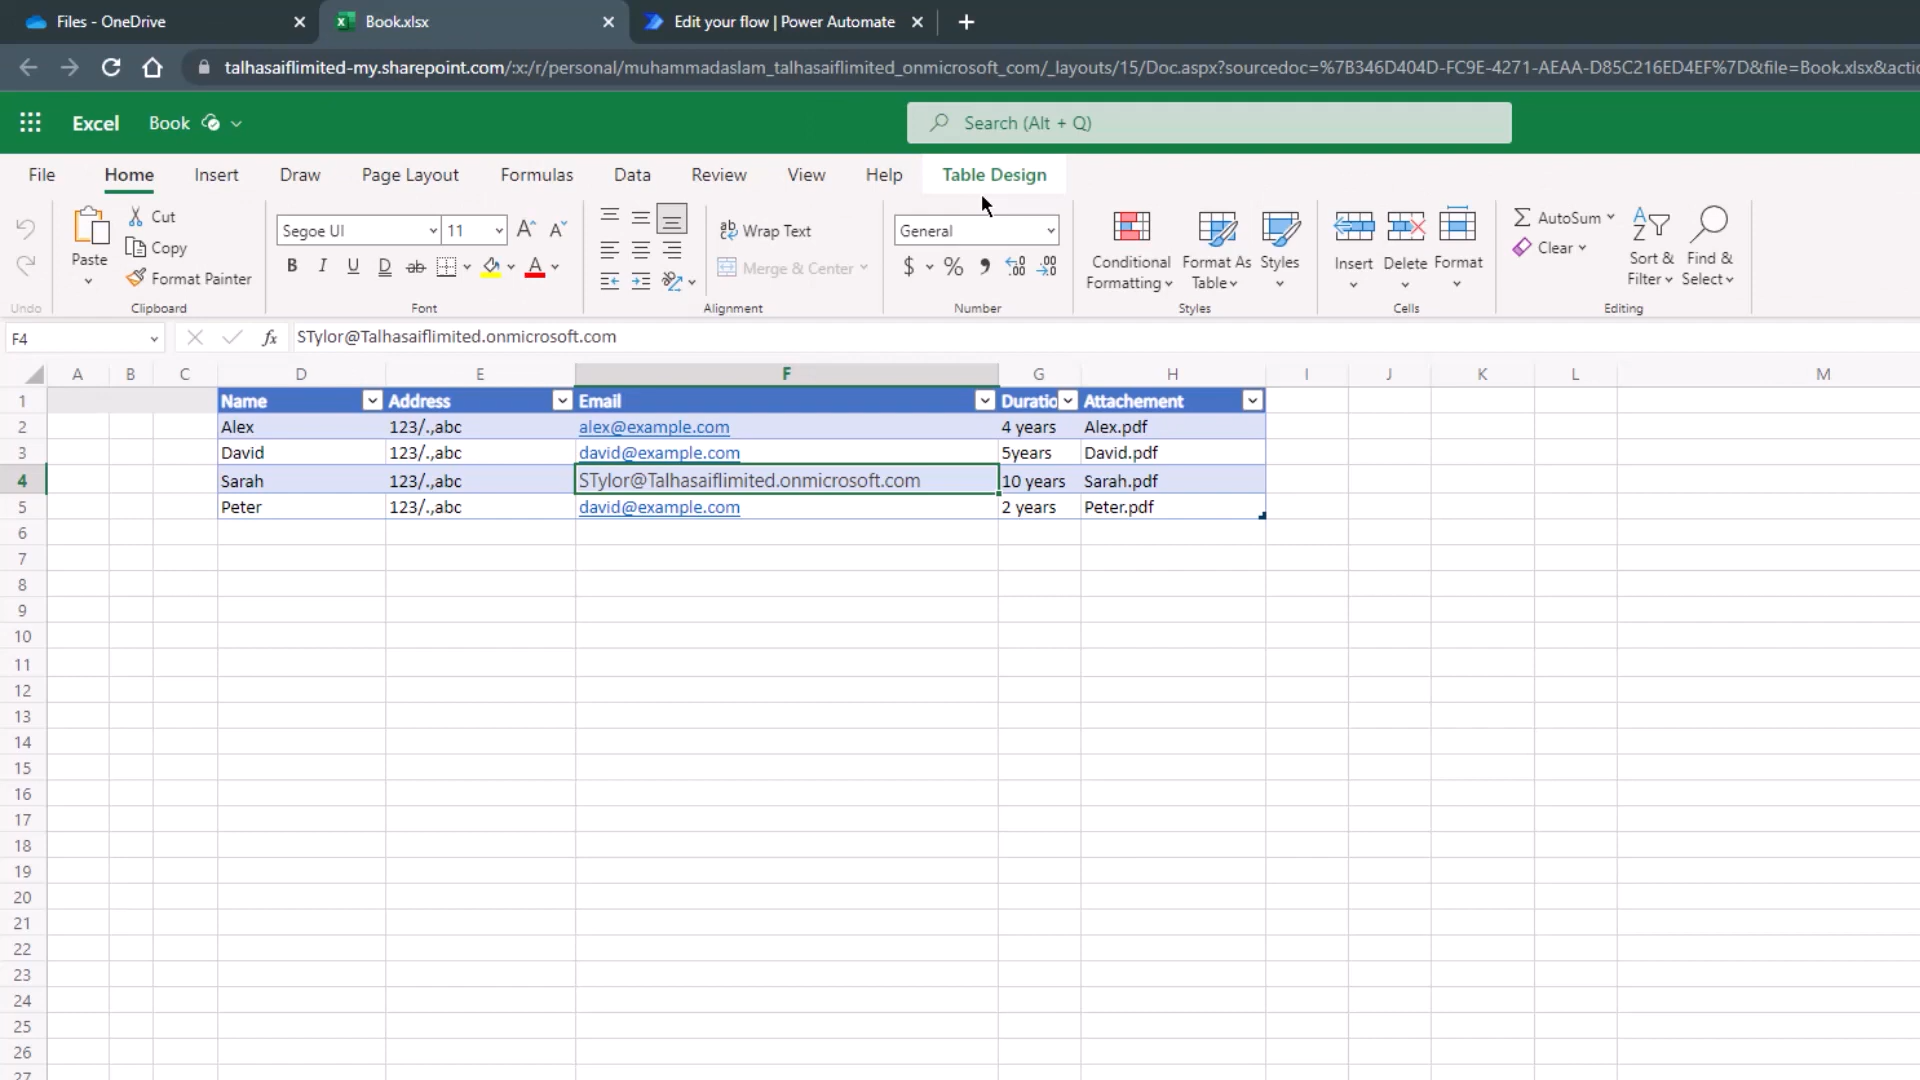 Files - OneDrive
Book.xlsx
Edit your flow | Power Automate
talhasaiflimited-my.sharepoint.com/:x:/r/personal/muhammadaslam_talhasaiflimited_onmicrosoft_com/_layouts/15/Doc.aspx?sourcedoc=%7B346D404D-FC9E-4271-AEAA-D85C216ED4EF%7D&file=Book.xlsx&actio
Excel Book Search (Alt + Q)
File Home Insert Draw Page Layout Formulas Data Review View Help Table Design
Paste Cut
Copy
Format Painter
Segoe UI 11
B I U D ab
Wrap Text
Merge & Center
General
$ % , .00 .00
Conditional Formatting
Format As Table
Styles
Insert
Delete
Format
AutoSum
Clear
Sort & Filter
Find & Select
Undo Clipboard Font Alignment Number Styles Cells Editing
F4 fx STylor@Talhasaiflimited.onmicrosoft.com
A B C D E F G H I J K L M
1 Name Address Email Duratio Attachement
2 Alex 123/.,abc alex@example.com 4 years Alex.pdf
3 David 123/.,abc david@example.com 5years David.pdf
4 Sarah 123/.,abc STylor@Talhasaiflimited.onmicrosoft.com 10 years Sarah.pdf
5 Peter 123/.,abc david@example.com 2 years Peter.pdf
6
7
8
9
10
11
12
13
14
15
16
17
18
19
20
21
22
23
24
25
26
27